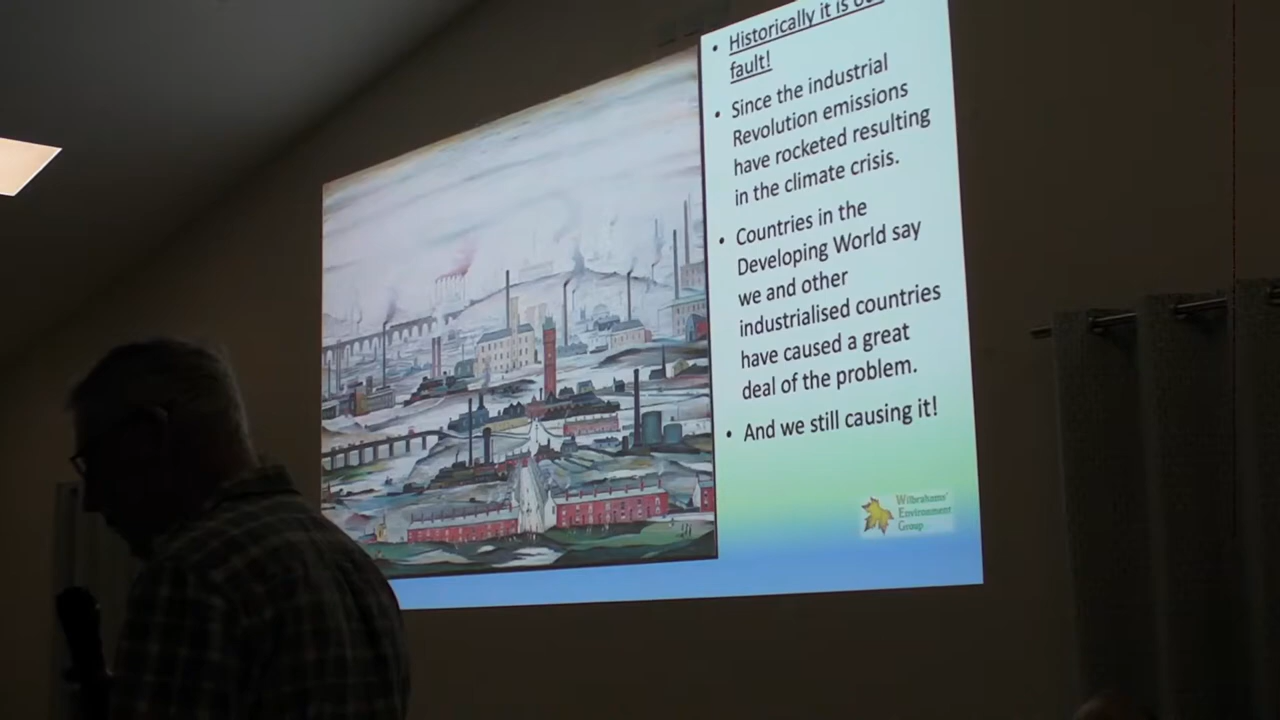 • Historically it is
fault!
• Since the industrial
Revolution emissions
have rocketed resulting
in the climate crisis.
• Countries in the
Developing World say
we and other
industrialised countries
have caused a great
deal of the problem.
• And we still causing it!
Wilbrahams'
Environment
Group